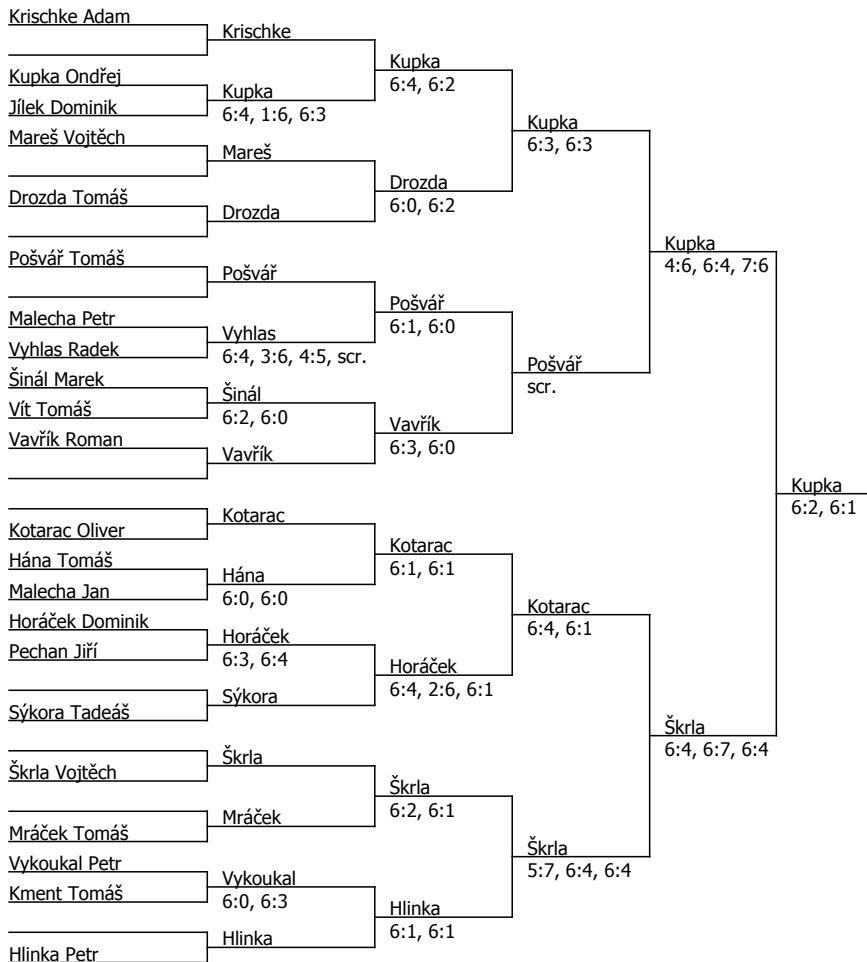 Krischke Adam
Kupka Ondřej
Jílek Dominik
Mareš Vojtěch
Drozda Tomáš
Pošvář Tomáš
Malecha Petr
Vyhlas Radek
Šinál Marek
Vít Tomáš
Vavřík Roman
Kotarac Oliver
Hána Tomáš
Malecha Jan
Horáček Dominik
Pechan Jiří
Sýkora Tadeáš
Škrla Vojtěch
Mráček Tomáš
Vykoukal Petr
Kment Tomáš
Hlinka Petr
Krischke
Kupka
6:4, 1:6, 6:3
Mareš
Drozda
Pošvář
Vyhlas
6:4, 3:6, 4:5, scr.
Šinál
6:2, 6:0
Vavřík
Kotarac
Hána
6:0, 6:0
Horáček
6:3, 6:4
Sýkora
Škrla
Mráček
Vykoukal
6:0, 6:3
Hlinka
Kupka
6:4, 6:2
Drozda
6:0, 6:2
Pošvář
6:1, 6:0
Vavřík
6:3, 6:0
Kotarac
6:1, 6:1
Horáček
6:4, 2:6, 6:1
Škrla
6:2, 6:1
Hlinka
6:1, 6:1
Kupka
6:3, 6:3
Pošvář
scr.
Kotarac
6:4, 6:1
Škrla
5:7, 6:4, 6:4
Kupka
4:6, 6:4, 7:6
Škrla
6:4, 6:7, 6:4
Kupka
6:2, 6:1